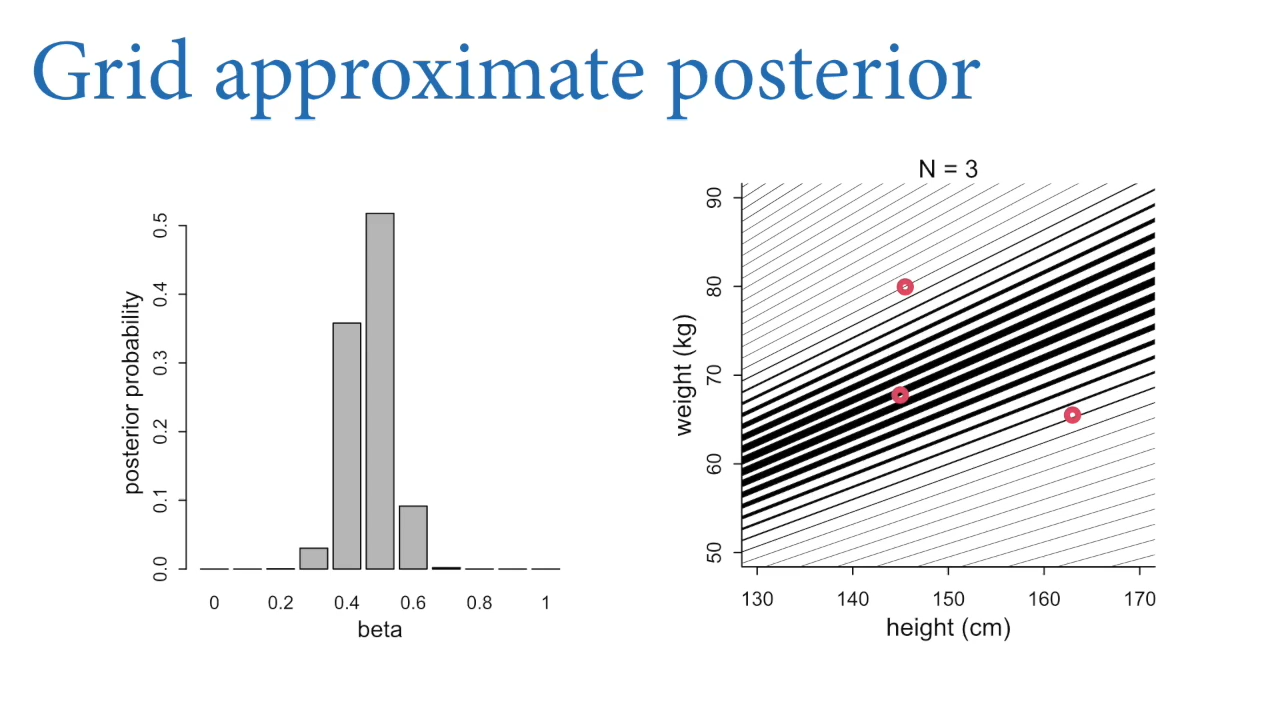 Grid approximate posterior
posterior probability
0.0 0.1 0.2 0.3 0.4 0.5
0 0.2 0.4 0.6 0.8 1
beta
N = 3
weight (kg)
50 60 70 80 90
130 140 150 160 170
height (cm)